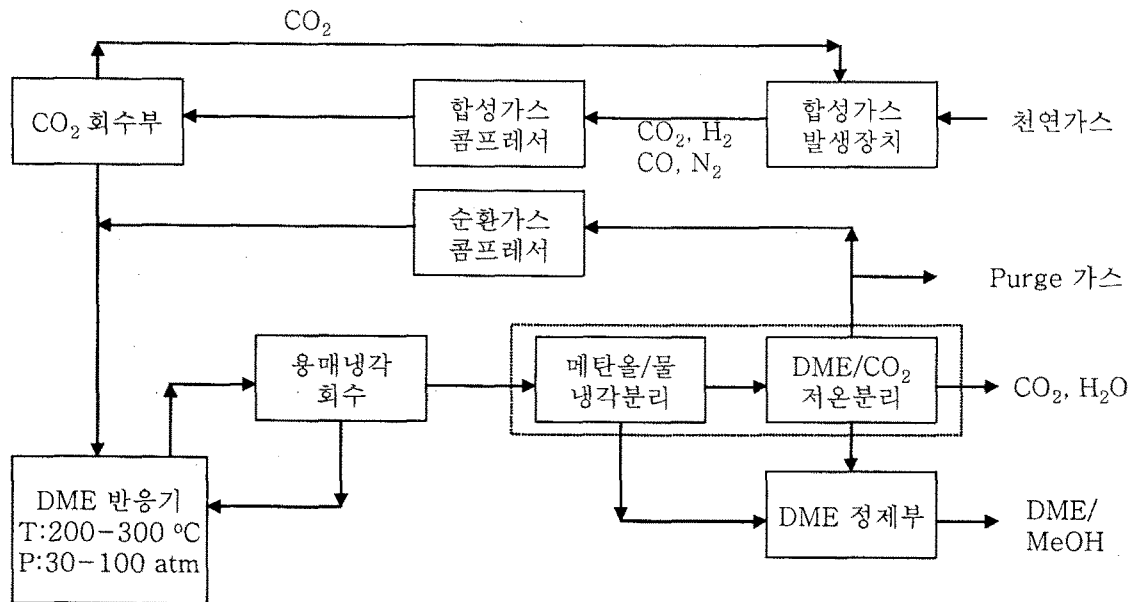 CO₂
CO₂ 회수부
합성가스
콤프레서
합성가스
발생장치
천연가스
CO₂, H₂
CO, N₂
순환가스
콤프레서
Purge 가스
용매냉각
회수
메탄올/물
냉각분리
DME/CO₂
저온분리
CO₂, H₂O
DME 반응기
T:200-300 ℃
P:30-100 atm
DME 정제부
DME/
MeOH